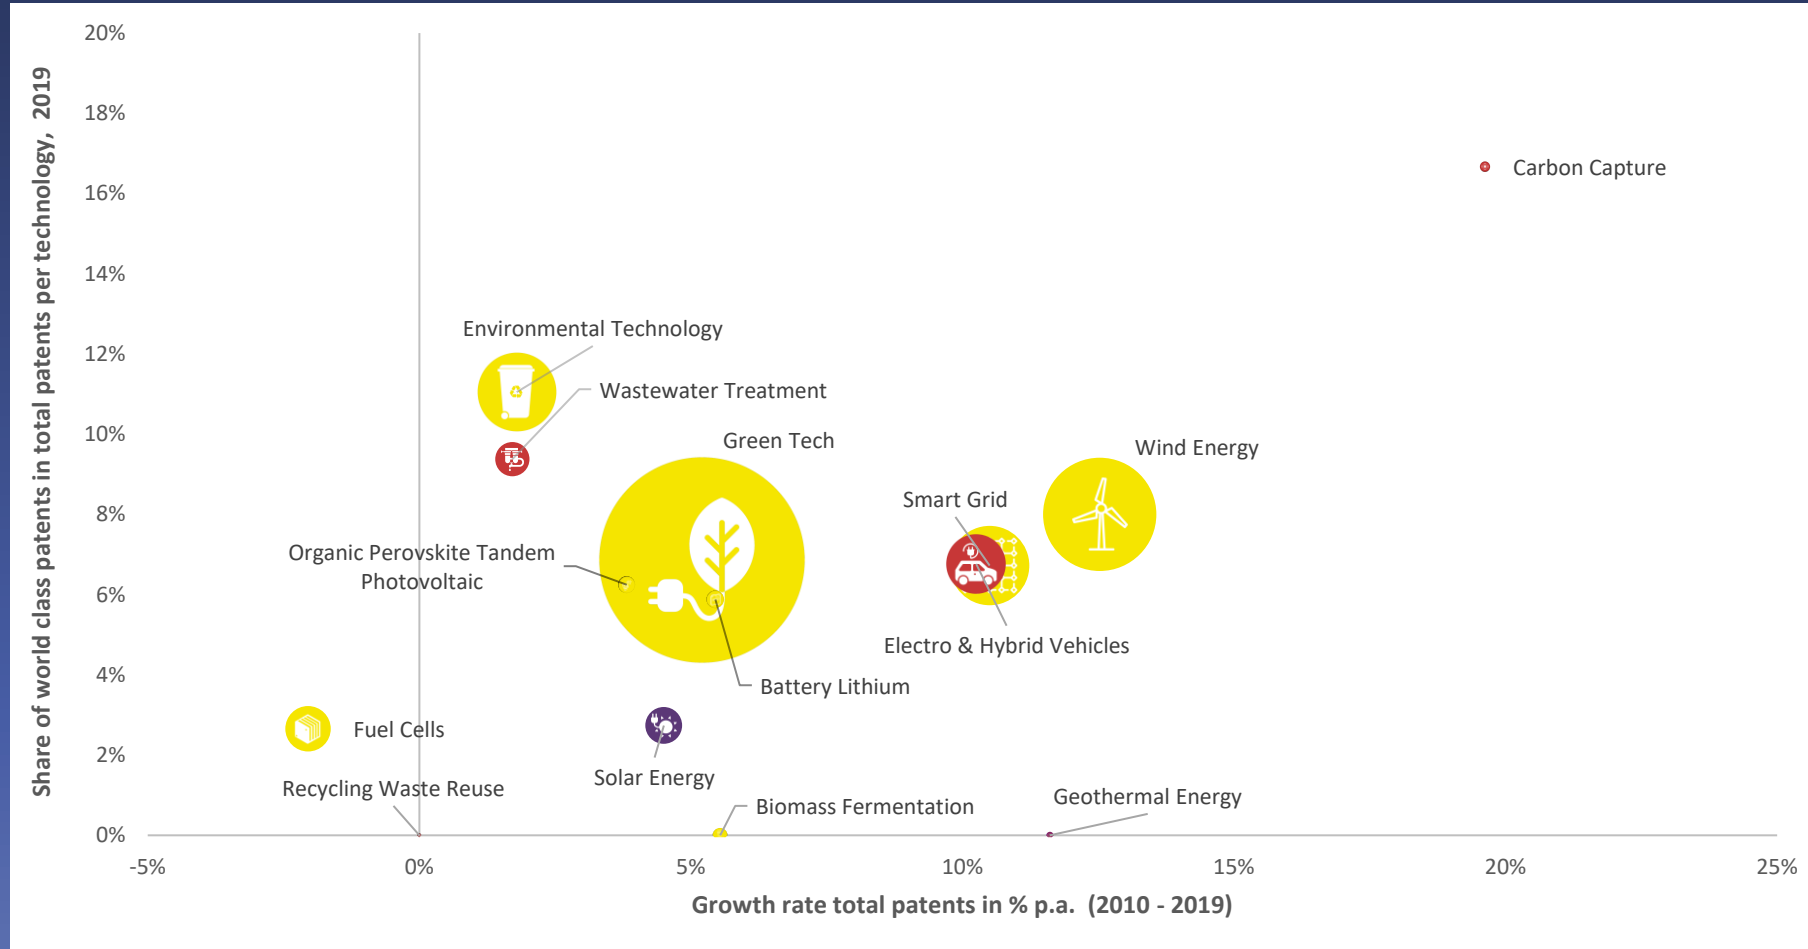 Share of world class patents in total patents per technology, 2019
20%
18%
16%
14%
12%
10%
8%
6%
4%
2%
0%
Carbon Capture
Environmental Technology
Wastewater Treatment
Green Tech
Wind Energy
Smart Grid
Organic Perovskite Tandem
Photovoltaic
Electro & Hybrid Vehicles
Battery Lithium
Fuel Cells
Solar Energy
Recycling Waste Reuse
Biomass Fermentation
Geothermal Energy
-5%
0%
5%
10%
15%
20%
25%
Growth rate total patents in % p.a. (2010 - 2019)